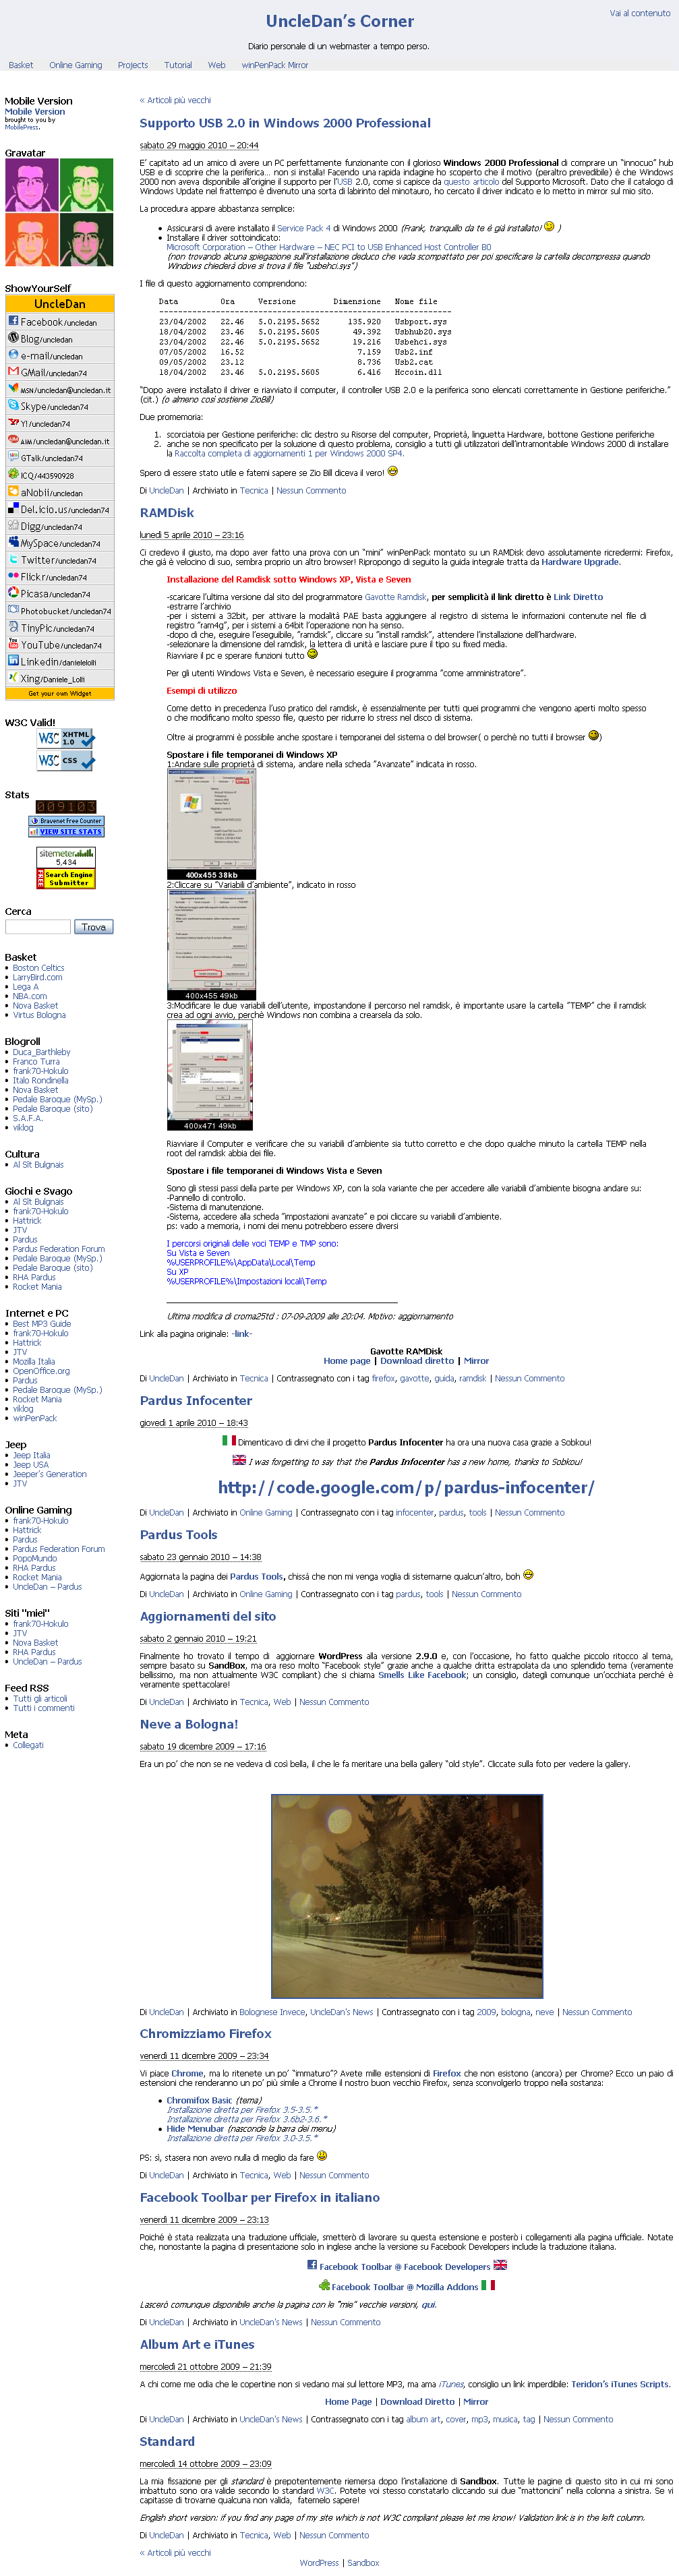 Vai al contenuto
UncleDan's Corner
Diario personale di un webmaster a tempo perso.
Basket Online Gaming Projects Tutorial Web winPenPack Mirror
Mobile Version
Mobile Version
brought to you by
MobilePress.
Gravatar
ShowYourSelf
UncleDan
Facebook/uncledan
Blog/uncledan
e-mail/uncledan
GMail/uncledan74
MSN/uncledan@uncledan.it
Skype/uncledan74
Y!/uncledan74
AIM/uncledan@uncledan.it
GTalk/uncledan74
ICQ/443590928
aNobii/uncledan
Del.icio.us/uncledan74
Digg/uncledan74
MySpace/uncledan74
Twitter/uncledan74
Flickr/uncledan74
Picasa/uncledan74
Photobucket/uncledan74
TinyPic/uncledan74
YouTube/uncledan74
Linkedin/danielelolli
Xing/Daniele_Lolli
Get your own Widget
W3C Valid!
W3C XHTML 1.0
W3C CSS
Stats
009103
Bravenet Free Counter
VIEW SITE STATS
sitemeter
5,434
FREE Search Engine Submitter
Cerca
Trova
Basket
Boston Celtics
LarryBird.com
Lega A
NBA.com
Nova Basket
Virtus Bologna
Blogroll
Duca_Barthleby
Franco Turra
frank70-Hokulo
Italo Rondinella
Nova Basket
Pedale Baroque (MySp.)
Pedale Baroque (sito)
S.A.F.A.
viklog
Cultura
Al Sît Bulgnais
Giochi e Svago
Al Sît Bulgnais
frank70-Hokulo
Hattrick
JTV
Pardus
Pardus Federation Forum
Pedale Baroque (MySp.)
Pedale Baroque (sito)
RHA Pardus
Rocket Mania
Internet e PC
Best MP3 Guide
frank70-Hokulo
Hattrick
JTV
Mozilla Italia
OpenOffice.org
Pardus
Pedale Baroque (MySp.)
Rocket Mania
viklog
winPenPack
Jeep
Jeep Italia
Jeep USA
Jeeper's Generation
JTV
Online Gaming
frank70-Hokulo
Hattrick
Pardus
Pardus Federation Forum
PopoMundo
RHA Pardus
Rocket Mania
UncleDan – Pardus
Siti "miei"
frank70-Hokulo
JTV
Nova Basket
RHA Pardus
UncleDan – Pardus
Feed RSS
Tutti gli articoli
Tutti i commenti
Meta
Collegati
« Articoli più vecchi
Supporto USB 2.0 in Windows 2000 Professional
sabato 29 maggio 2010 – 20:44
E' capitato ad un amico di avere un PC perfettamente funzionante con il glorioso Windows 2000 Professional di comprare un "innocuo" hub
USB e di scoprire che la periferica... non si installa! Facendo una rapida indagine ho scoperto che il motivo (peraltro prevedibile) è che Windows
2000 non aveva disponibile all'origine il supporto per l'USB 2.0, come si capisce da questo articolo del Supporto Microsoft. Dato che il catalogo di
Windows Update è diventato una sorta di labirinto del minotauro, ho cercato il driver indicato e lo metto in mirror sul mio sito.
La procedura appare abbastanza semplice:
Assicurarsi di avere installato il Service Pack 4 di Windows 2000 (Frank, tranquillo da te è già installato! )
Installare il driver sottoindicato:
Microsoft Corporation – Other Hardware – NEC PCI to USB Enhanced Host Controller B0
(non trovando alcuna spiegazione sull'installazione deduco che vada scompattato per poi specificare la cartella decompressa quando
Windows chiederà dove si trova il file "usbehci.sys")
I file di questo aggiornamento comprendono:
Data Ora Versione Dimensione Nome file
------------------------------------------------------------
23/04/2002 22.46 5.0.2195.5652 135.920 Usbport.sys
18/04/2002 23.46 5.0.2195.5605 49.392 Usbhub20.sys
23/04/2002 22.46 5.0.2195.5652 19.216 Usbehci.sys
07/05/2002 16.52 7.159 Usb2.inf
09/05/2002 23.12 8.736 Usb2.cat
18/04/2002 23.46 6.416 Hccoin.dll
"Dopo avere installato il driver e riavviato il computer, il controller USB 2.0 e la periferica sono elencati correttamente in Gestione periferiche."
(cit.) (o almeno così sostiene ZioBill)
Due promemoria:
1. scorciatoia per Gestione periferiche: clic destro su Risorse del computer, Proprietà, linguetta Hardware, bottone Gestione periferiche
2. anche se non specificato per la soluzione di questo problema, consiglio a tutti gli utilizzatori dell'intramontabile Windows 2000 di installare
la Raccolta completa di aggiornamenti 1 per Windows 2000 SP4.
Spero di essere stato utile e fatemi sapere se Zio Bill diceva il vero!
Di UncleDan | Archiviato in Tecnica | Nessun Commento
RAMDisk
lunedì 5 aprile 2010 – 23:16
Ci credevo il giusto, ma dopo aver fatto una prova con un "mini" winPenPack montato su un RAMDisk devo assolutamente ricredermi: Firefox,
che già è velocino di suo, sembra proprio un altro browser! Ripropongo di seguito la guida integrale tratta da Hardware Upgrade.
Installazione del Ramdisk sotto Windows XP, Vista e Seven
-scaricare l'ultima versione dal sito del programmatore Gavotte Ramdisk, per semplicità il link diretto è Link Diretto
-estrarre l'archivio
-per i sistemi a 32bit, per attivare la modalità PAE basta aggiungere al registro di sistema le informazioni contenute nel file di
registro "ram4g", per i sistemi a 64bit l'operazione non ha senso.
-dopo di che, eseguire l'eseguibile, "ramdisk", cliccare su "install ramdisk", attendere l'installazione dell'hardware.
-selezionare la dimensione del ramdisk, la lettera di unità e lasciare pure il tipo su fixed media.
Riavviare il pc e sperare funzioni tutto
Per gli utenti Windows Vista e Seven, è necessario eseguire il programma "come amministratore".
Esempi di utilizzo
Come detto in precedenza l'uso pratico del ramdisk, è essenzialmente per tutti quei programmi che vengono aperti molto spesso
o che modificano molto spesso file, questo per ridurre lo stress nel disco di sistema.
Oltre ai programmi è possibile anche spostare i temporanei del sistema o del browser( o perchè no tutti il browser )
Spostare i file temporanei di Windows XP
1:Andare sulle proprietà di sistema, andare nella scheda "Avanzate" indicata in rosso.
400x455 38kb
2:Cliccare su "Variabili d'ambiente", indicato in rosso
400x455 49kb
3:Modificare le due variabili dell'utente, impostandone il percorso nel ramdisk, è importante usare la cartella "TEMP" che il ramdisk
crea ad ogni avvio, perchè Windows non combina a crearsela da solo.
400x471 49kb
Riavviare il Computer e verificare che su variabili d'ambiente sia tutto corretto e che dopo qualche minuto la cartella TEMP nella
root del ramdisk abbia dei file.
Spostare i file temporanei di Windows Vista e Seven
Sono gli stessi passi della parte per Windows XP, con la sola variante che per accedere alle variabili d'ambiente bisogna andare su:
-Pannello di controllo.
-Sistema di manutenzione.
-Sistema, accedere alla scheda "impostazioni avanzate" e poi cliccare su variabili d'ambiente.
ps: vado a memoria, i nomi dei menu potrebbero essere diversi
I percorsi originali delle voci TEMP e TMP sono:
Su Vista e Seven
%USERPROFILE%\AppData\Local\Temp
Su XP
%USERPROFILE%\Impostazioni locali\Temp
Ultima modifica di croma25td : 07-09-2009 alle 20:04. Motivo: aggiornamento
Link alla pagina originale: -link-
Gavotte RAMDisk
Home page | Download diretto | Mirror
Di UncleDan | Archiviato in Tecnica | Contrassegnato con i tag firefox, gavotte, guida, ramdisk | Nessun Commento
Pardus Infocenter
giovedì 1 aprile 2010 – 18:43
Dimenticavo di dirvi che il progetto Pardus Infocenter ha ora una nuova casa grazie a Sobkou!
I was forgetting to say that the Pardus Infocenter has a new home, thanks to Sobkou!
http://code.google.com/p/pardus-infocenter/
Di UncleDan | Archiviato in Online Gaming | Contrassegnato con i tag infocenter, pardus, tools | Nessun Commento
Pardus Tools
sabato 23 gennaio 2010 – 14:38
Aggiornata la pagina dei Pardus Tools, chissà che non mi venga voglia di sistemarne qualcun'altro, boh
Di UncleDan | Archiviato in Online Gaming | Contrassegnato con i tag pardus, tools | Nessun Commento
Aggiornamenti del sito
sabato 2 gennaio 2010 – 19:21
Finalmente ho trovato il tempo di aggiornare WordPress alla versione 2.9.0 e, con l'occasione, ho fatto qualche piccolo ritocco al tema,
sempre basato su SandBox, ma ora reso molto "Facebook style" grazie anche a qualche dritta estrapolata da uno splendido tema (veramente
bellissimo, ma non attualmente W3C compliant) che si chiama Smells Like Facebook; un consiglio, dategli comunque un'occhiata perché è
veramente spettacolare!
Di UncleDan | Archiviato in Tecnica, Web | Nessun Commento
Neve a Bologna!
sabato 19 dicembre 2009 – 17:16
Era un po' che non se ne vedeva di così bella, il che le fa meritare una bella gallery "old style". Cliccate sulla foto per vedere la gallery.
Di UncleDan | Archiviato in Bolognese Invece, UncleDan's News | Contrassegnato con i tag 2009, bologna, neve | Nessun Commento
Chromizziamo Firefox
venerdì 11 dicembre 2009 – 23:34
Vi piace Chrome, ma lo ritenete un po' "immaturo"? Avete mille estensioni di Firefox che non esistono (ancora) per Chrome? Ecco un paio di
estensioni che renderanno un po' più simile a Chrome il nostro buon vecchio Firefox, senza sconvolgerlo troppo nella sostanza:
Chromifox Basic (tema)
Installazione diretta per Firefox 3.5-3.5.*
Installazione diretta per Firefox 3.6b2-3.6.*
Hide Menubar (nasconde la barra dei menu)
Installazione diretta per Firefox 3.0-3.5.*
PS: sì, stasera non avevo nulla di meglio da fare
Di UncleDan | Archiviato in Tecnica, Web | Nessun Commento
Facebook Toolbar per Firefox in italiano
venerdì 11 dicembre 2009 – 23:13
Poiché è stata realizzata una traduzione ufficiale, smetterò di lavorare su questa estensione e posterò i collegamenti alla pagina ufficiale. Notate
che, nonostante la pagina di presentazione solo in inglese anche la versione su Facebook Developers include la traduzione italiana.
Facebook Toolbar @ Facebook Developers
Facebook Toolbar @ Mozilla Addons
Lascerò comunque disponibile anche la pagina con le "mie" vecchie versioni, qui.
Di UncleDan | Archiviato in UncleDan's News | Nessun Commento
Album Art e iTunes
mercoledì 21 ottobre 2009 – 21:39
A chi come me odia che le copertine non si vedano mai sul lettore MP3, ma ama iTunes, consiglio un link imperdibile: Teridon's iTunes Scripts.
Home Page | Download Diretto | Mirror
Di UncleDan | Archiviato in UncleDan's News | Contrassegnato con i tag album art, cover, mp3, musica, tag | Nessun Commento
Standard
mercoledì 14 ottobre 2009 – 23:09
La mia fissazione per gli standard è prepotentemente riemersa dopo l'installazione di Sandbox. Tutte le pagine di questo sito in cui mi sono
imbattuto sono ora valide secondo lo standard W3C. Potete voi stesso constatarlo cliccando sui due "mattoncini" nella colonna a sinistra. Se vi
capitasse di trovarne qualcuna non valida, fatemelo sapere!
English short version: if you find any page of my site which is not W3C compliant please let me know! Validation link is in the left column.
Di UncleDan | Archiviato in Tecnica, Web | Nessun Commento
« Articoli più vecchi
WordPress | Sandbox